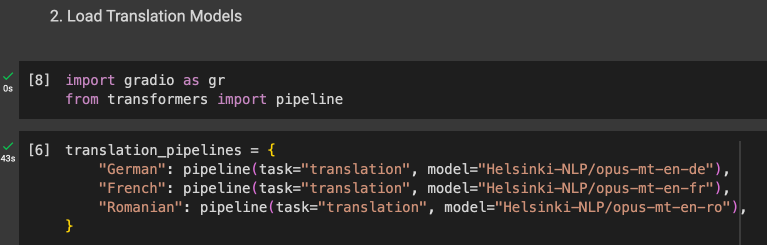 2. Load Translation Models
[8] import gradio as gr
0s from transformers import pipeline
[6] translation_pipelines = {
43s "German": pipeline(task="translation", model="Helsinki-NLP/opus-mt-en-de"),
"French": pipeline(task="translation", model="Helsinki-NLP/opus-mt-en-fr"),
"Romanian": pipeline(task="translation", model="Helsinki-NLP/opus-mt-en-ro"),
}